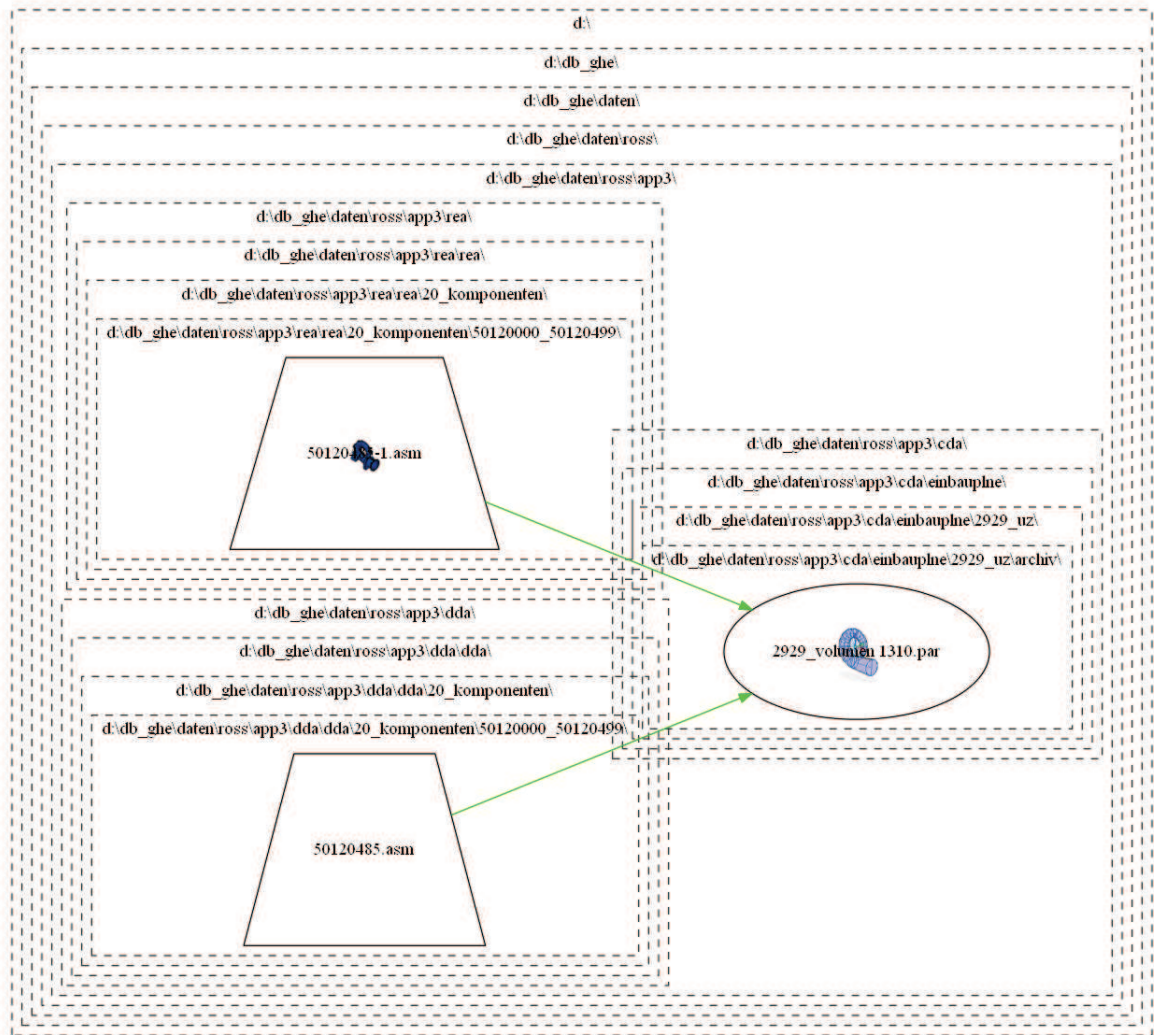 d:/
d:\db_ghe/
d:\db_ghe\daten/
d:\db_ghe\daten\ross/
d:\db_ghe\daten\ross\app3/
d:\db_ghe\daten\ross\app3\rea/
d:\db_ghe\daten\ross\app3\rea\rea/
d:\db_ghe\daten\ross\app3\rea\rea\20_komponenten/
d:\db_ghe\daten\ross\app3\rea\rea\20_komponenten\50120000_50120499/
50120485-1.asm
d:\db_ghe\daten\ross\app3\cda/
d:\db_ghe\daten\ross\app3\cda\einbauplne/
d:\db_ghe\daten\ross\app3\cda\einbauplne\2929_uz/
d:\db_ghe\daten\ross\app3\cda\einbauplne\2929_uz\archiv/
2929_volumen 1310.par
d:\db_ghe\daten\ross\app3\dda/
d:\db_ghe\daten\ross\app3\dda\dda/
d:\db_ghe\daten\ross\app3\dda\dda\20_komponenten/
d:\db_ghe\daten\ross\app3\dda\dda\20_komponenten\50120000_50120499/
50120485.asm